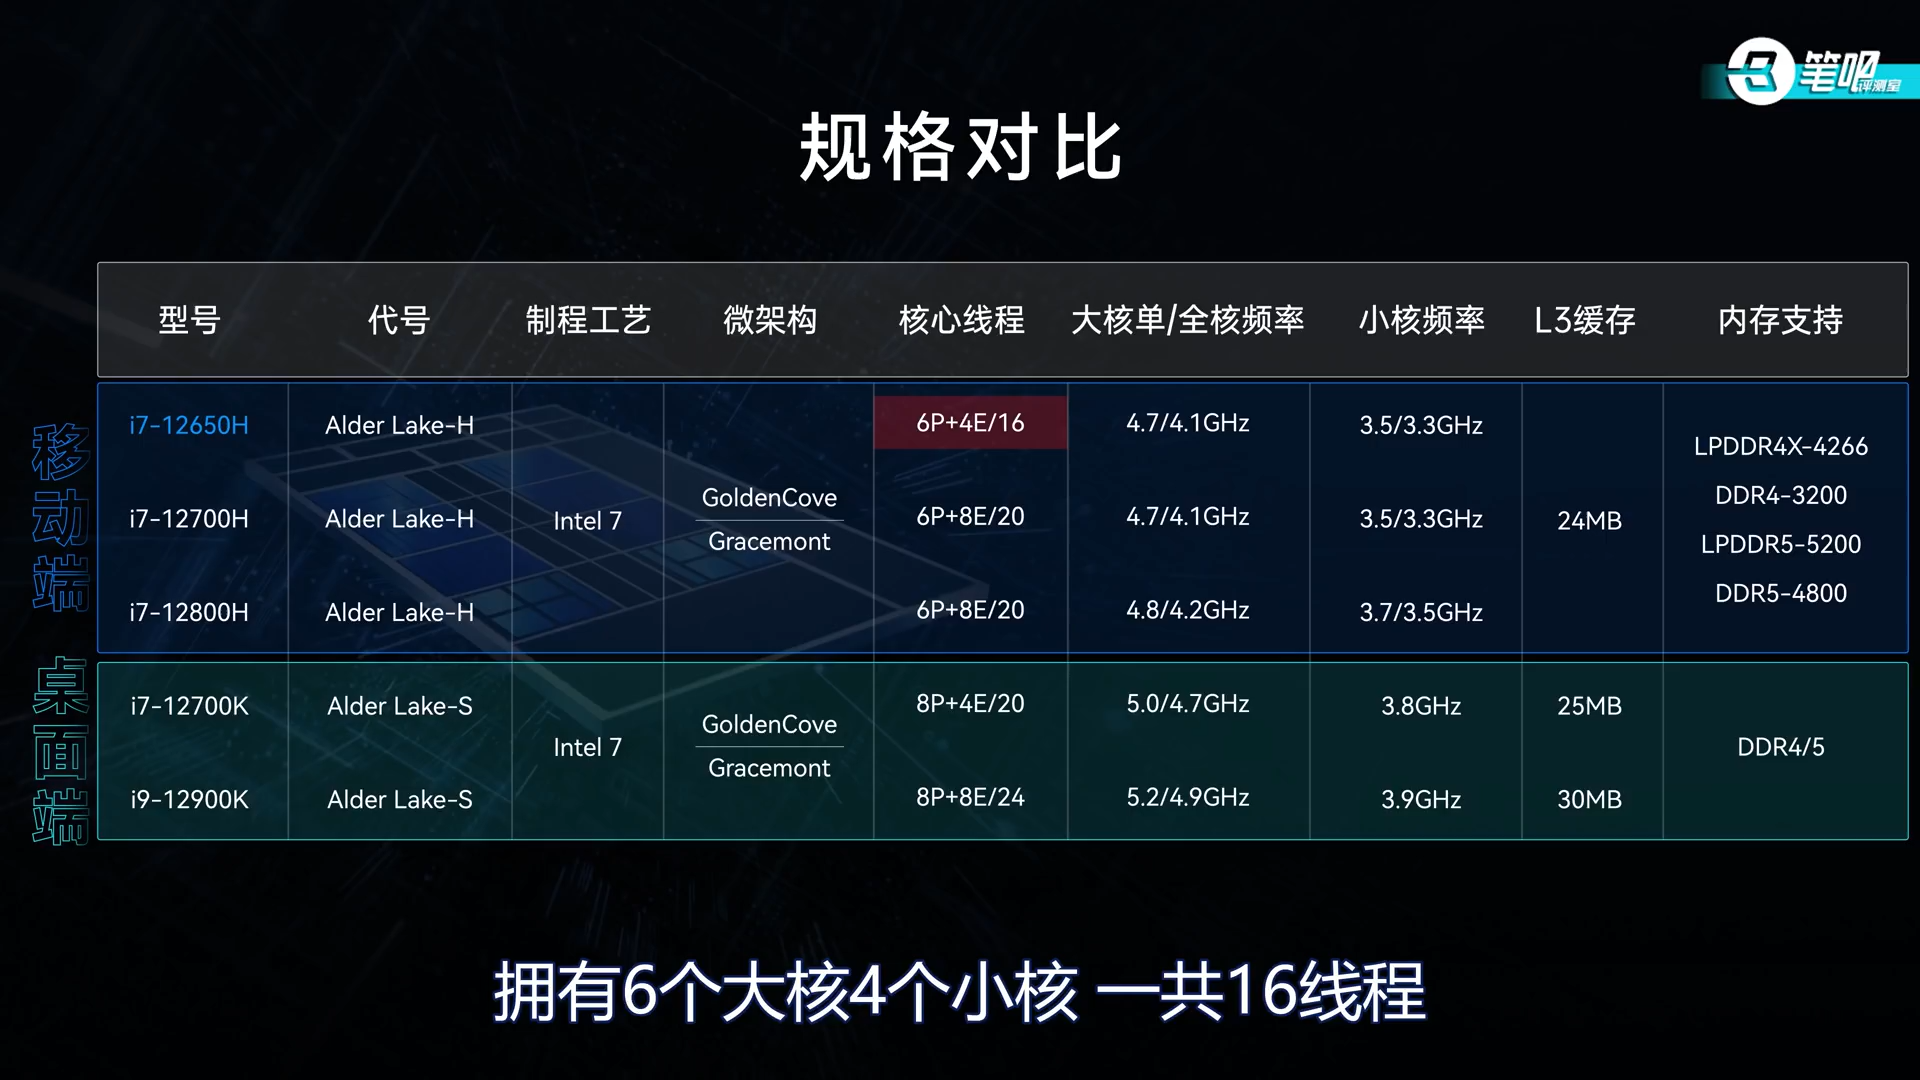 笔吧评测室
规格对比
型号 代号 制程工艺 微架构 核心线程 大核单/全核频率 小核频率 L3缓存 内存支持
移动端
i7-12650H Alder Lake-H 6P+4E/16 4.7/4.1GHz 3.5/3.3GHz
i7-12700H Alder Lake-H Intel 7 GoldenCove Gracemont 6P+8E/20 4.7/4.1GHz 3.5/3.3GHz 24MB
i7-12800H Alder Lake-H 6P+8E/20 4.8/4.2GHz 3.7/3.5GHz
LPDDR4X-4266
DDR4-3200
LPDDR5-5200
DDR5-4800
桌面端
i7-12700K Alder Lake-S 8P+4E/20 5.0/4.7GHz 3.8GHz 25MB
Intel 7 GoldenCove Gracemont DDR4/5
i9-12900K Alder Lake-S 8P+8E/24 5.2/4.9GHz 3.9GHz 30MB
拥有6个大核4个小核 一共16线程